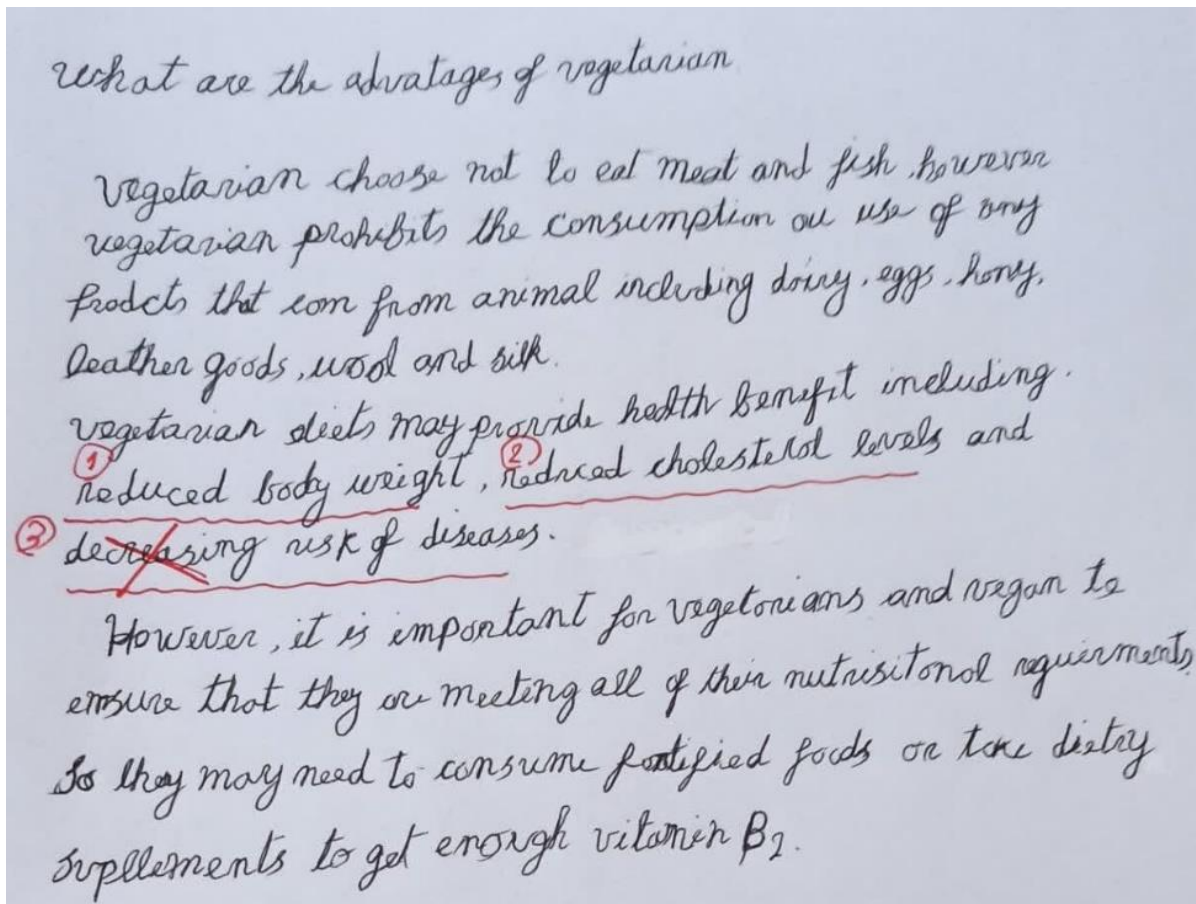 What are the advatages of vegetarian
Vegetarian choose not to eat meat and fish, however
vegetarian prohibits the consumption ou use of any
Prodcts that com from animal including dairy, eggs, hony,
leather goods, wool and silk.
vegetarian diets may provide health benefit including.
① reduced body weight, ② reduced cholesterol levels and
③ decreasing risk of diseases.
However, it is important for vegetarians and vegan to
ensure that they are meeting all of their nutrisitonal requirments.
So they may need to consume fortified foods or take dietry
supllements to get enough vitamin B2.